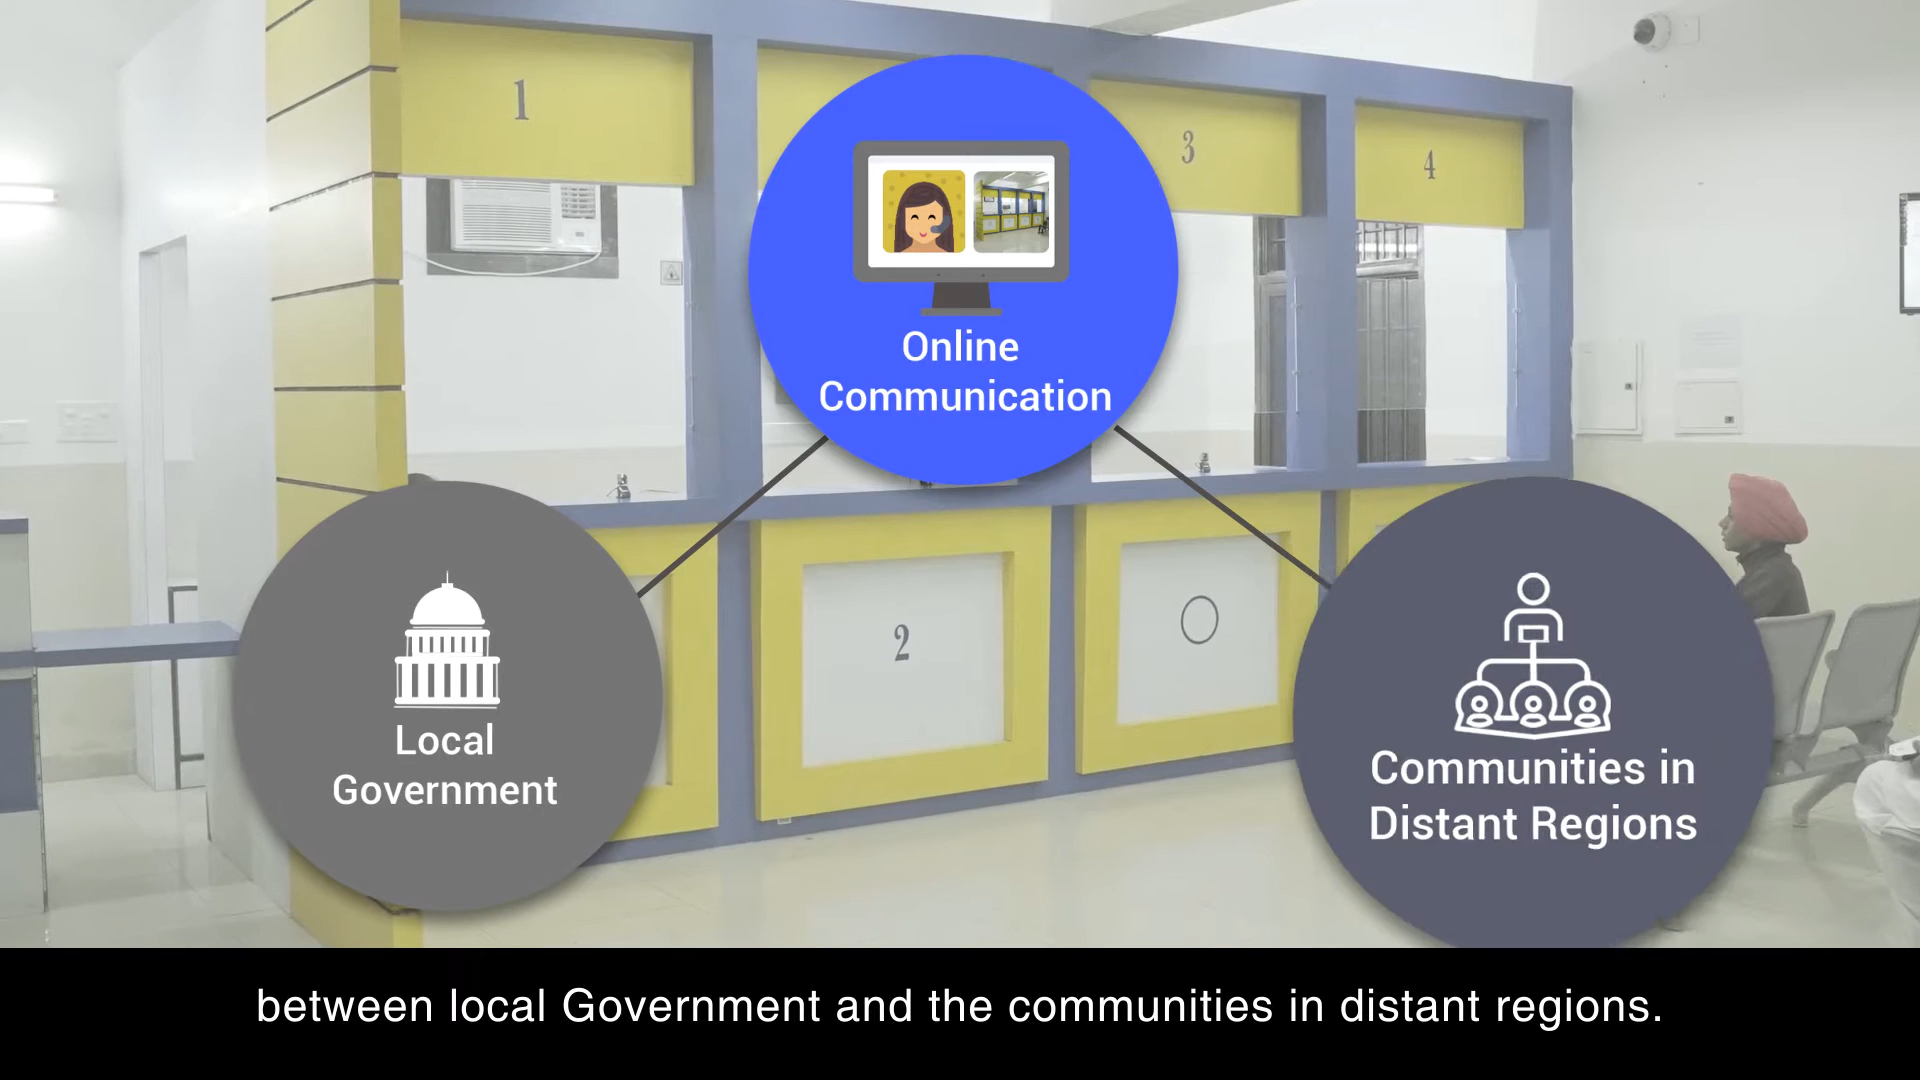 1
3
4
Online
Communication
2
Local
Government
Communities in
Distant Regions
between local Government and the communities in distant regions.